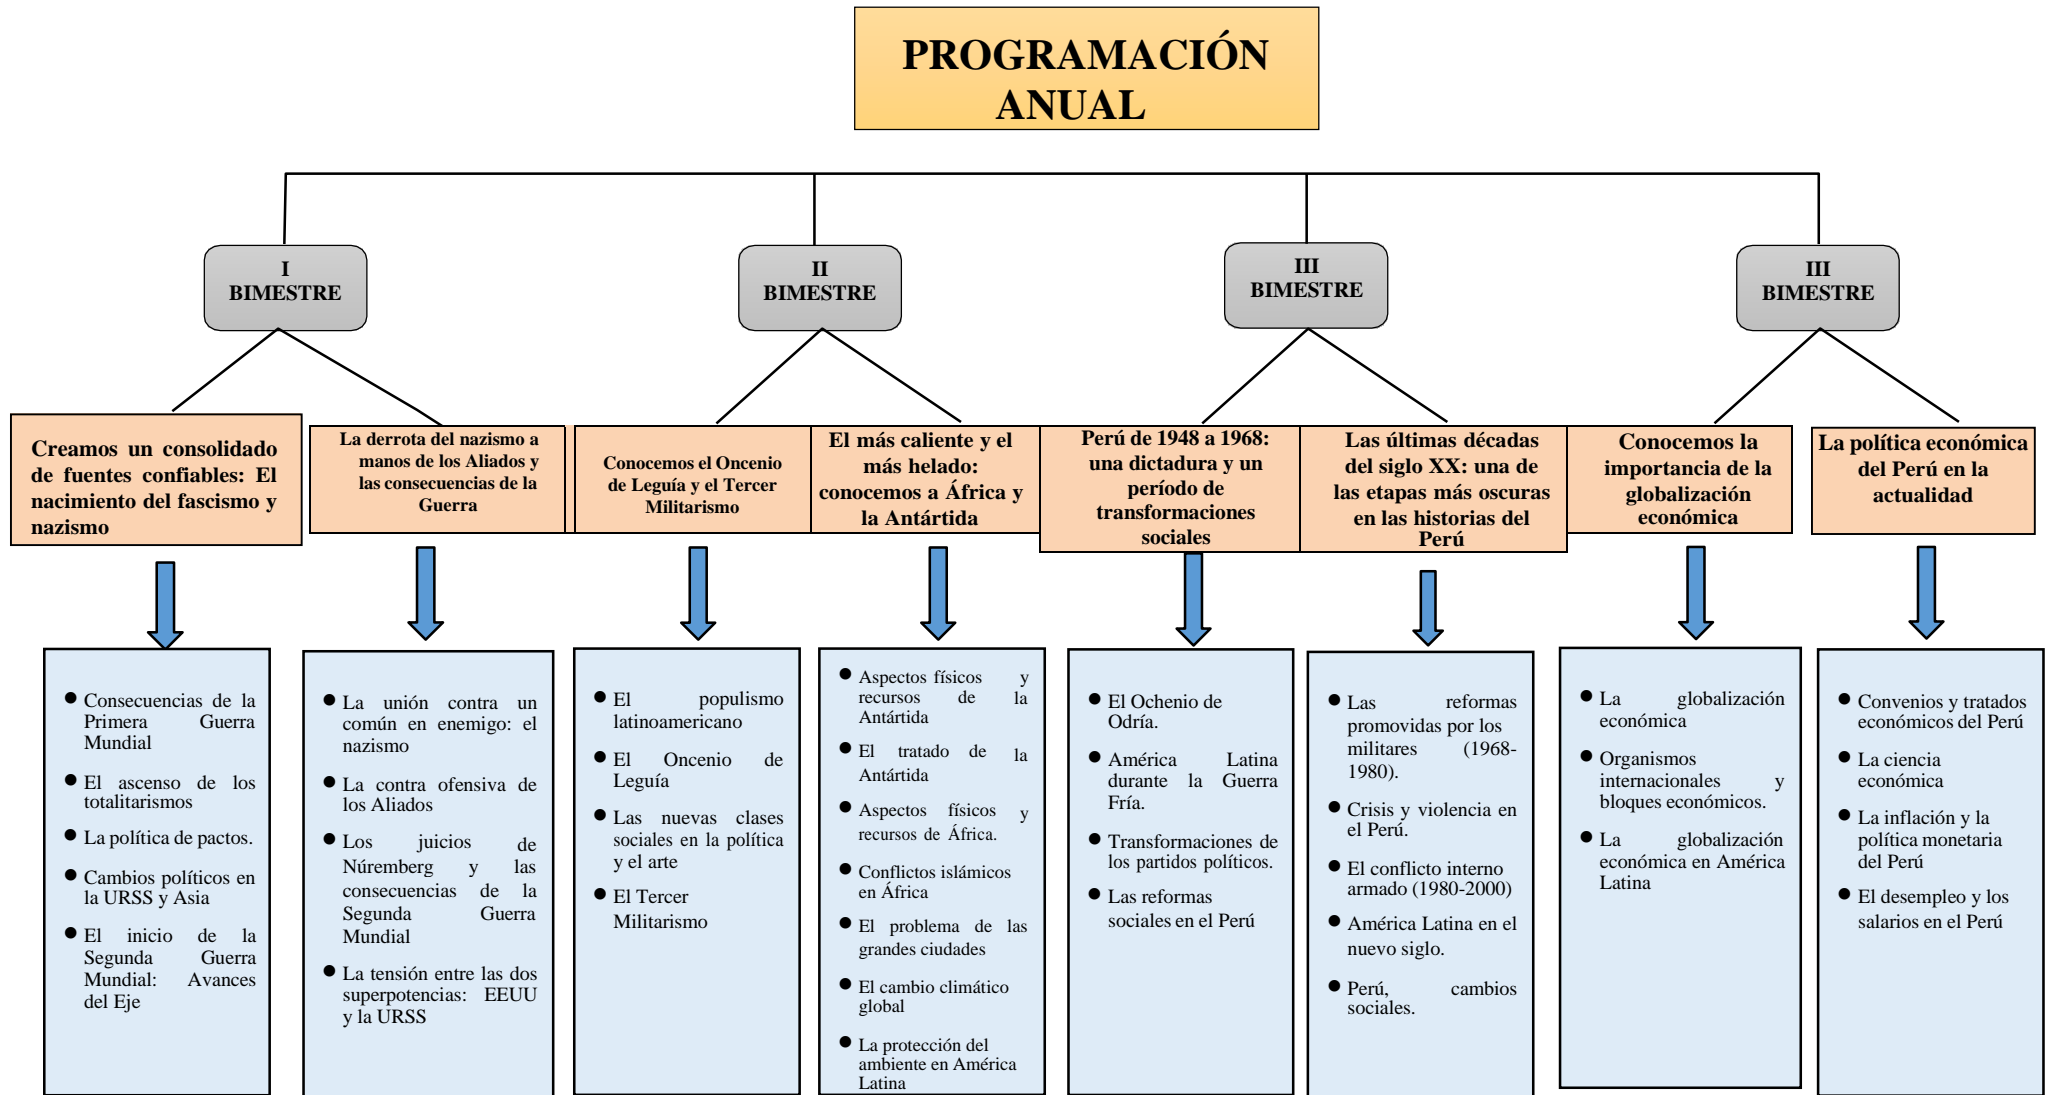 PROGRAMACIÓN
ANUAL
I
BIMESTRE
II
BIMESTRE
III
BIMESTRE
III
BIMESTRE
Creamos un consolidado
de fuentes confiables: El
nacimiento del fascismo y
nazismo
La derrota del nazismo a
manos de los Aliados y
las consecuencias de la
Guerra
Conocemos el Oncenio
de Leguía y el Tercer
Militarismo
El más caliente y el
más helado:
conocemos a África y
la Antártida
Perú de 1948 a 1968:
una dictadura y un
período de
transformaciones
sociales
Las últimas décadas
del siglo XX: una de
las etapas más oscuras
en las historias del
Perú
Conocemos la
importancia de la
globalización
económica
La política económica
del Perú en la
actualidad
● Consecuencias de la
Primera Guerra
Mundial
● El ascenso de los
totalitarismos
● La política de pactos.
● Cambios políticos en
la URSS y Asia
● El inicio de la
Segunda Guerra
Mundial: Avances
del Eje
● La unión contra un
común en enemigo: el
nazismo
● La contra ofensiva de
los Aliados
● Los juicios de
Núremberg y las
consecuencias de la
Segunda Guerra
Mundial
● La tensión entre las dos
superpotencias: EEUU
y la URSS
● El populismo
latinoamericano
● El Oncenio de
Leguía
● Las nuevas clases
sociales en la política
y el arte
● El Tercer
Militarismo
● Aspectos físicos y
recursos de la
Antártida
● El tratado de la
Antártida
● Aspectos físicos y
recursos de África.
● Conflictos islámicos
en África
● El problema de las
grandes ciudades
● El cambio climático
global
● La protección del
ambiente en América
Latina
● El Ochenio de
Odría.
● América Latina
durante la Guerra
Fría.
● Transformaciones de
los partidos políticos.
● Las reformas
sociales en el Perú
● Las reformas
promovidas por los
militares (1968-
1980).
● Crisis y violencia en
el Perú.
● El conflicto interno
armado (1980-2000)
● América Latina en el
nuevo siglo.
● Perú, cambios
sociales.
● La globalización
económica
● Organismos
internacionales y
bloques económicos.
● La globalización
económica en América
Latina
● Convenios y tratados
económicos del Perú
● La ciencia
económica
● La inflación y la
política monetaria
del Perú
● El desempleo y los
salarios en el Perú